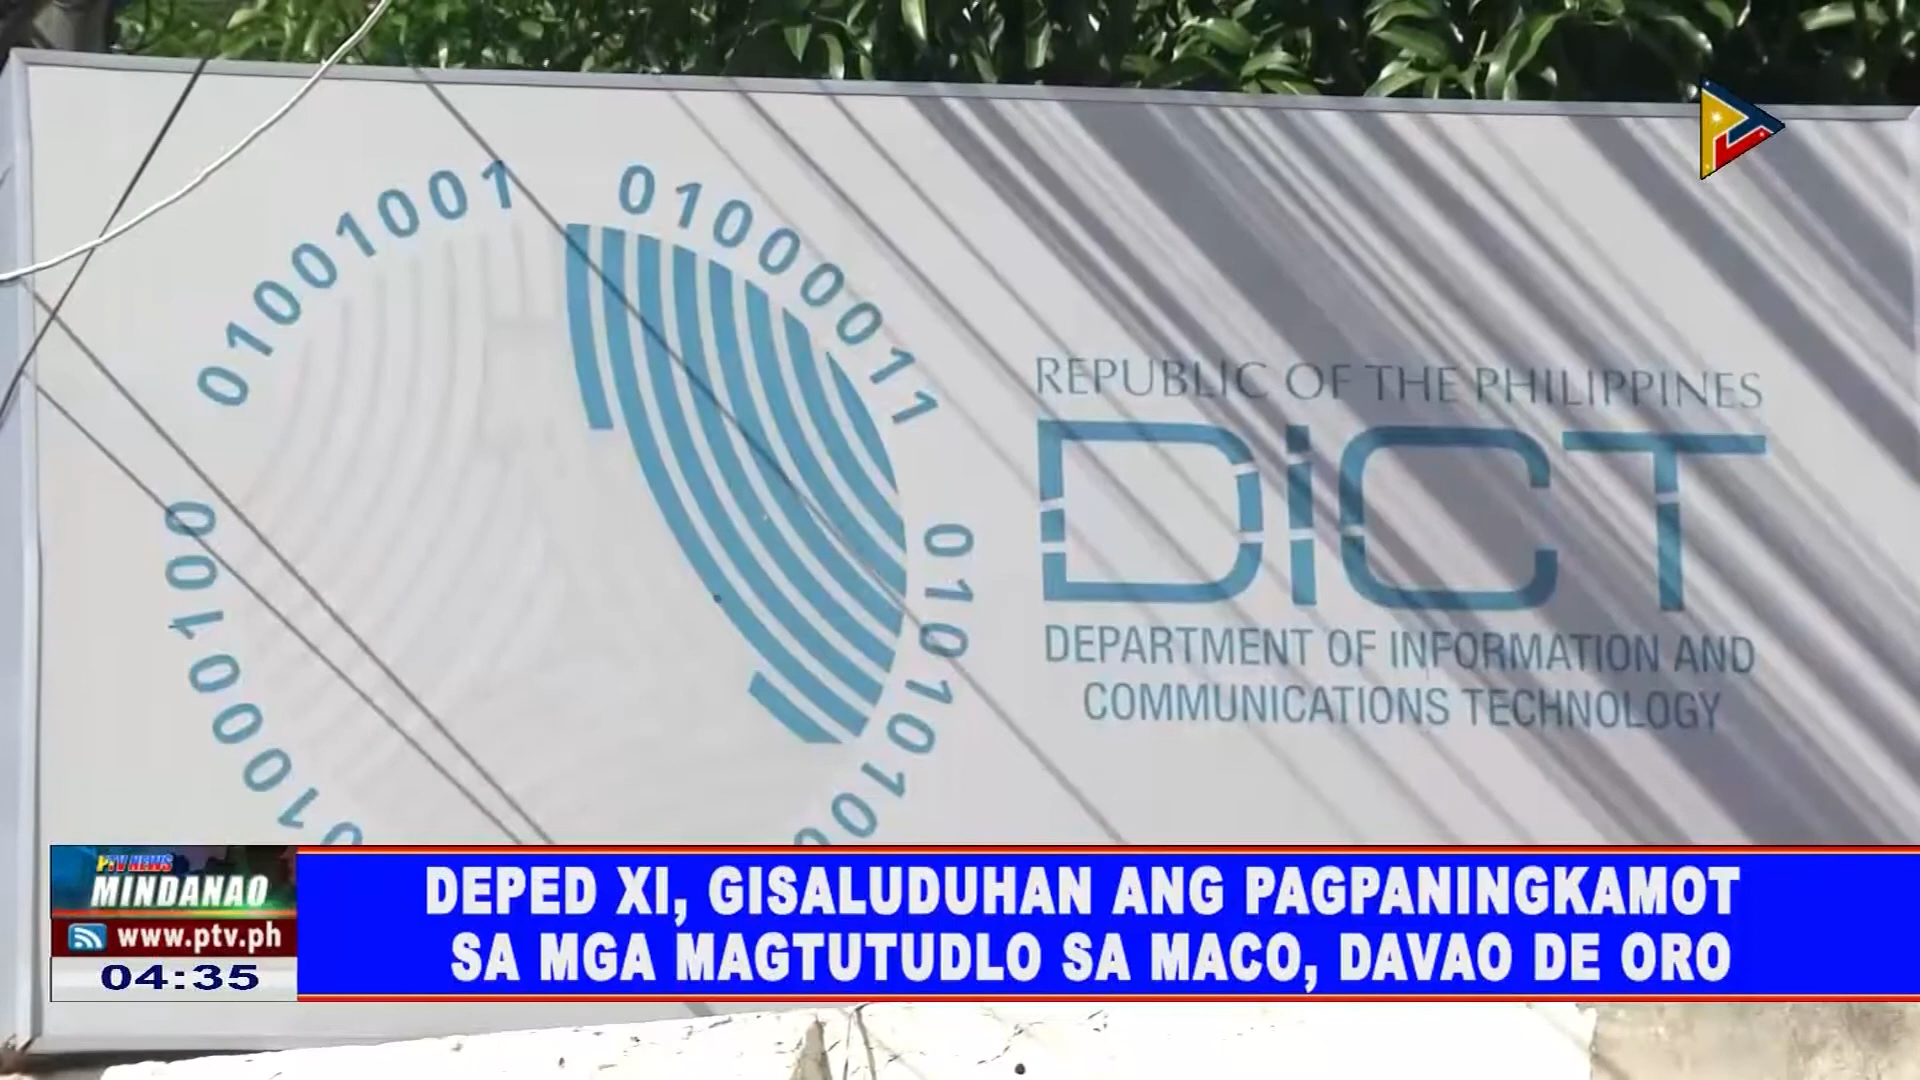 01001001
01000011
01000100
01010100
REPUBLIC OF THE PHILIPPINES
DiCT
DEPARTMENT OF INFORMATION AND
COMMUNICATIONS TECHNOLOGY
PTV NEWS
MINDANAO
www.ptv.ph
04:35
DEPED XI, GISALUDUHAN ANG PAGPANINGKAMOT
SA MGA MAGTUTUDLO SA MACO, DAVAO DE ORO